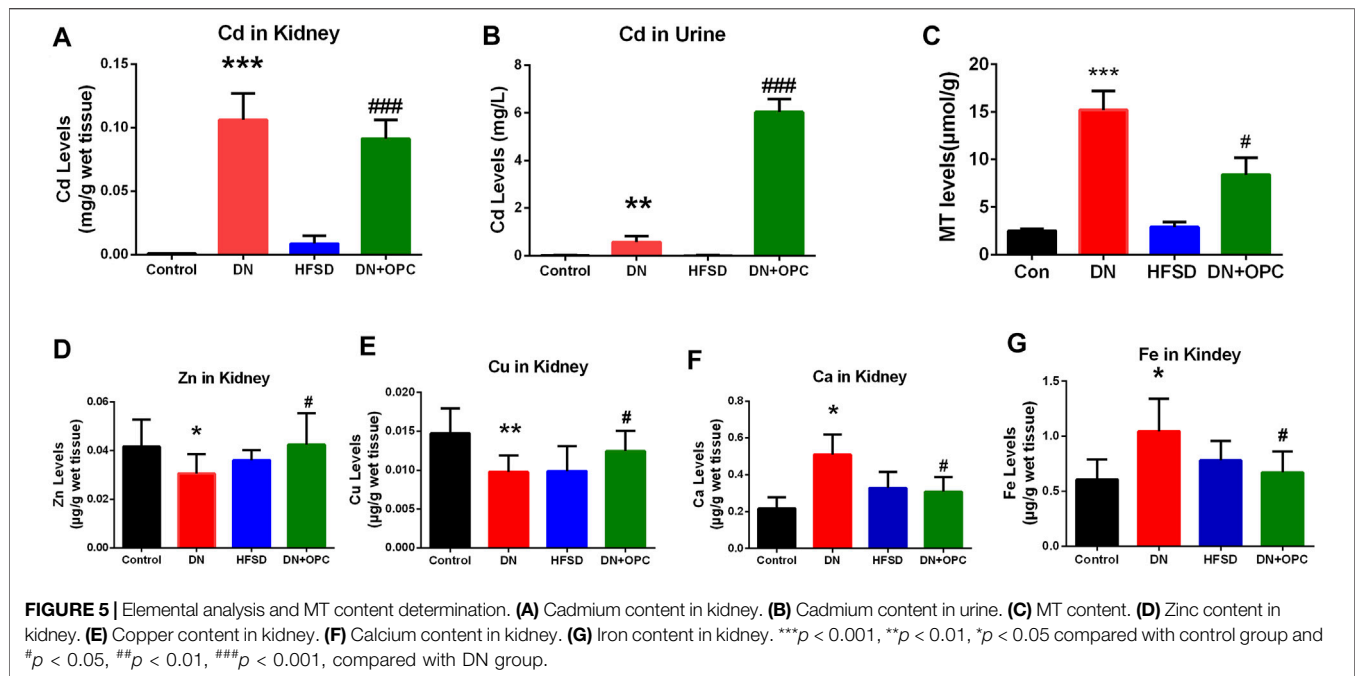 A
Cd in Kidney
Cd Levels
(mg/g wet tissue)
0.15
0.10
0.05
0.00
***
###
Control DN HFSD DN+OPC
B
Cd in Urine
Cd Levels (mg/L)
8
6
4
2
0
**
###
Control DN HFSD DN+OPC
C
MT levels(μmol/g)
20
15
10
5
0
***
#
Con DN HFSD DN+OPC
D
Zn in Kidney
Zn Levels
(μg/g wet tissue)
0.06
0.04
0.02
0.00
*
#
Control DN HFSD DN+OPC
E
Cu in Kidney
Cu Levels
(μg/g wet tissue)
0.020
0.015
0.010
0.005
0.000
**
#
Control DN HFSD DN+OPC
F
Ca in Kidney
Ca Levels
(μg/g wet tissue)
0.8
0.6
0.4
0.2
0.0
*
#
Control DN HFSD DN+OPC
G
Fe in Kindey
Fe Levels
(μg/g wet tissue)
1.5
1.0
0.5
0.0
*
#
Control DN HFSD DN+OPC
FIGURE 5 | Elemental analysis and MT content determination. (A) Cadmium content in kidney. (B) Cadmium content in urine. (C) MT content. (D) Zinc content in
kidney. (E) Copper content in kidney. (F) Calcium content in kidney. (G) Iron content in kidney. ***p < 0.001, **p < 0.01, *p < 0.05 compared with control group and
#p < 0.05, ##p < 0.01, ###p < 0.001, compared with DN group.